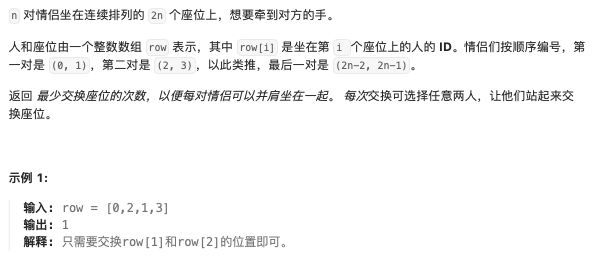 n 对情侣坐在连续排列的 2n 个座位上，想要牵到对方的手。
人和座位由一个整数数组 row 表示，其中 row[i] 是坐在第 i 个座位上的人的 ID。情侣们按顺序编号，第
一对是 (0, 1)，第二对是 (2, 3)，以此类推，最后一对是 (2n-2, 2n-1)。
返回 最少交换座位的次数，以便每对情侣可以并肩坐在一起。 每次交换可选择任意两人，让他们站起来交
换座位。
示例 1:
输入: row = [0,2,1,3]
输出: 1
解释: 只需要交换row[1]和row[2]的位置即可。